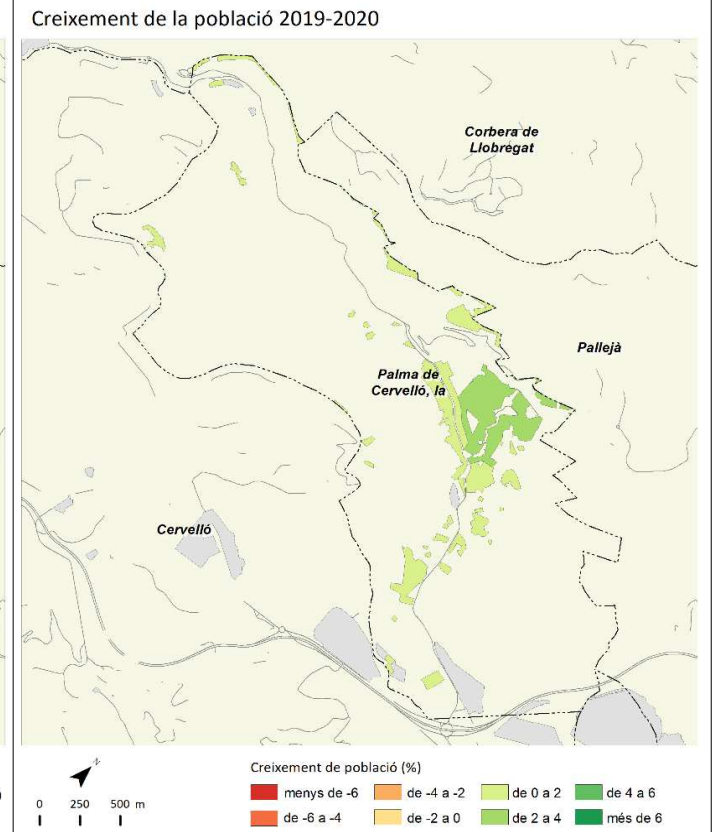 Creixement de la població 2019-2020
Corbera de
Llobregat
Pallejà
Palma de
Cervelló, la
Cervelló
N
0 250 500 m
Creixement de població (%)
menys de -6 de -4 a -2 de 0 a 2 de 4 a 6
de -6 a -4 de -2 a 0 de 2 a 4 més de 6